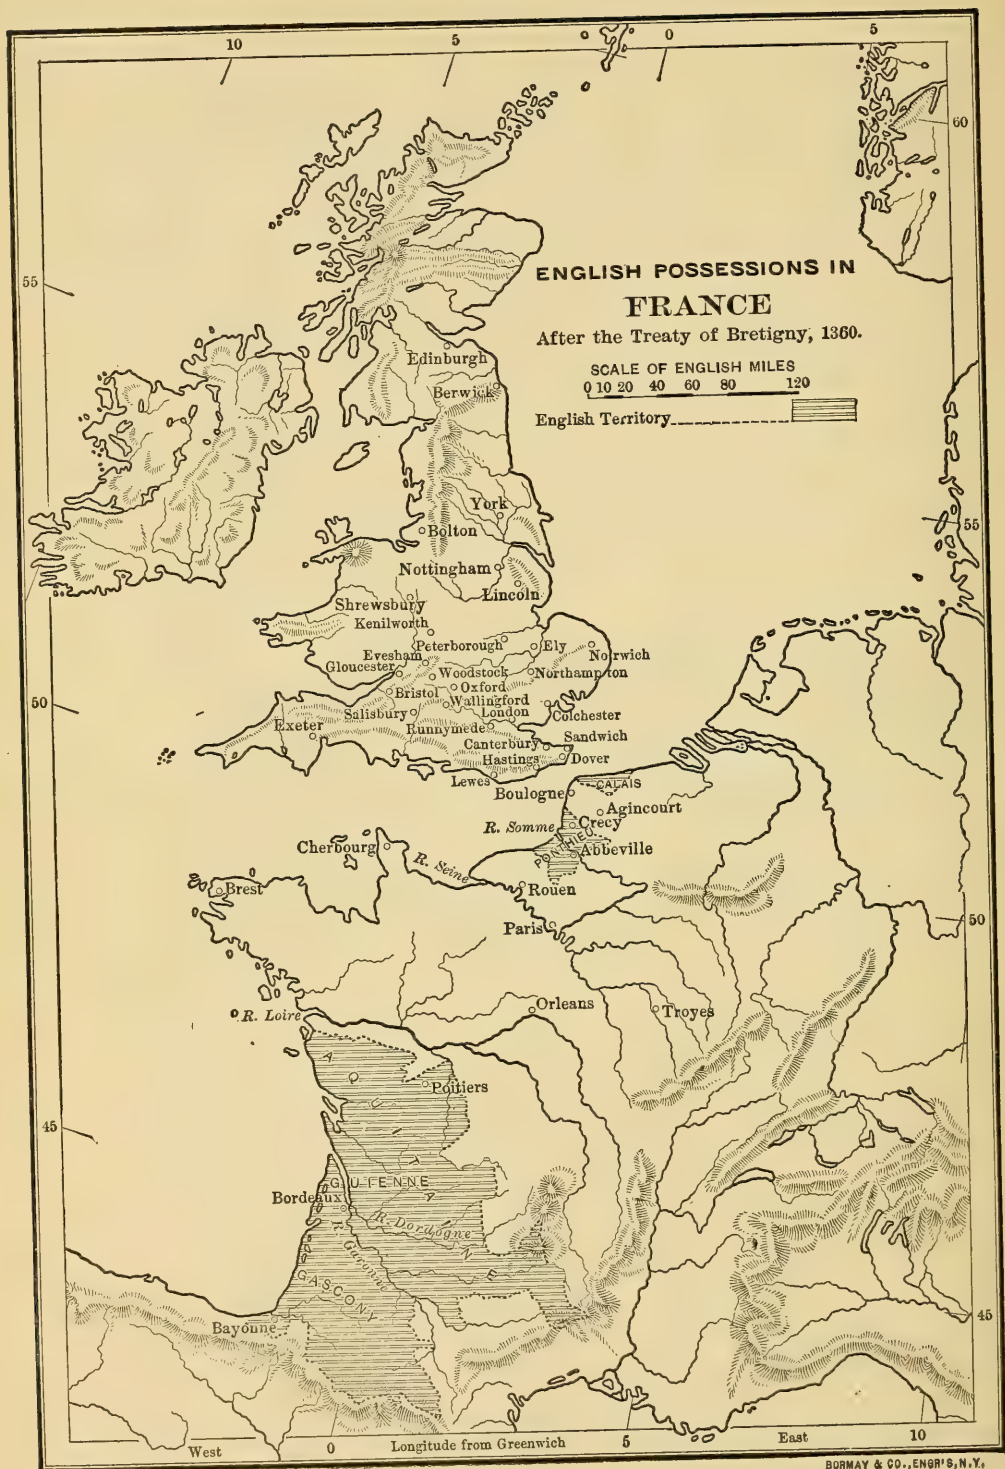 10
5
0
0
5
60
55
ENGLISH POSSESSIONS IN
FRANCE
After the Treaty of Bretigny, 1360.
SCALE OF ENGLISH MILES
0 10 20 40 60 80 120
English Territory
Edinburgh
Berwick
York
Bolton
55
Nottingham
Lincoln
Shrewsbury
Kenilworth
Peterborough
Ely
Norwich
Evesham
Gloucester
Woodstock
Northampton
Oxford
Bristol
Wallingford
50
Salisbury
London
Colchester
Exeter
Runnymede
Sandwich
Canterbury
Hastings
Dover
Lewes
CALAIS
Boulogne
Agincourt
R. Somme
Crecy
PONTHIEU
Abbeville
Cherbourg
R. Seine
Brest
Rouen
50
Paris
Orleans
R. Loire
Troyes
AQUITAINE
Poitiers
45
GUIENNE
Bordeaux
R. Dordogne
R. Garonne
GASCONY
Bayonne
45
West
0
Longitude from Greenwich
5
East
10
BORMAY & CO., ENGR'S, N.Y.